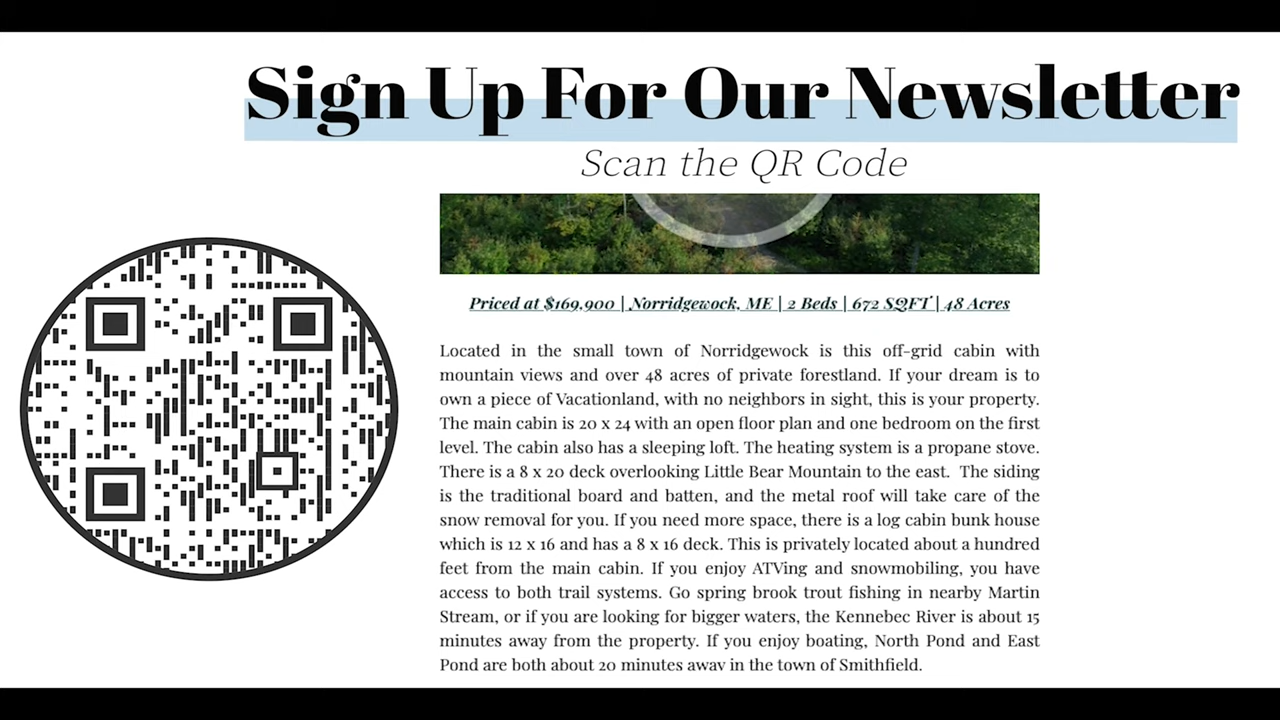 Sign Up For Our Newsletter
Scan the QR Code
Priced at $169,900 | Norridgewock, ME | 2 Beds | 672 SQFT | 48 Acres
Located in the small town of Norridgewock is this off-grid cabin with
mountain views and over 48 acres of private forestland. If your dream is to
own a piece of Vacationland, with no neighbors in sight, this is your property.
The main cabin is 20 x 24 with an open floor plan and one bedroom on the first
level. The cabin also has a sleeping loft. The heating system is a propane stove.
There is a 8 x 20 deck overlooking Little Bear Mountain to the east. The siding
is the traditional board and batten, and the metal roof will take care of the
snow removal for you. If you need more space, there is a log cabin bunk house
which is 12 x 16 and has a 8 x 16 deck. This is privately located about a hundred
feet from the main cabin. If you enjoy ATVing and snowmobiling, you have
access to both trail systems. Go spring brook trout fishing in nearby Martin
Stream, or if you are looking for bigger waters, the Kennebec River is about 15
minutes away from the property. If you enjoy boating, North Pond and East
Pond are both about 20 minutes away in the town of Smithfield.